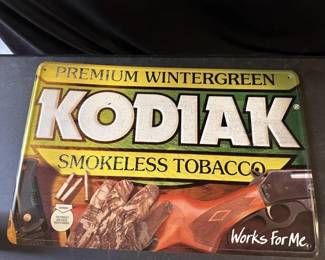 PREMIUM WINTERGREEN
KODIAK®
SMOKELESS TOBACCO
Works For Me.